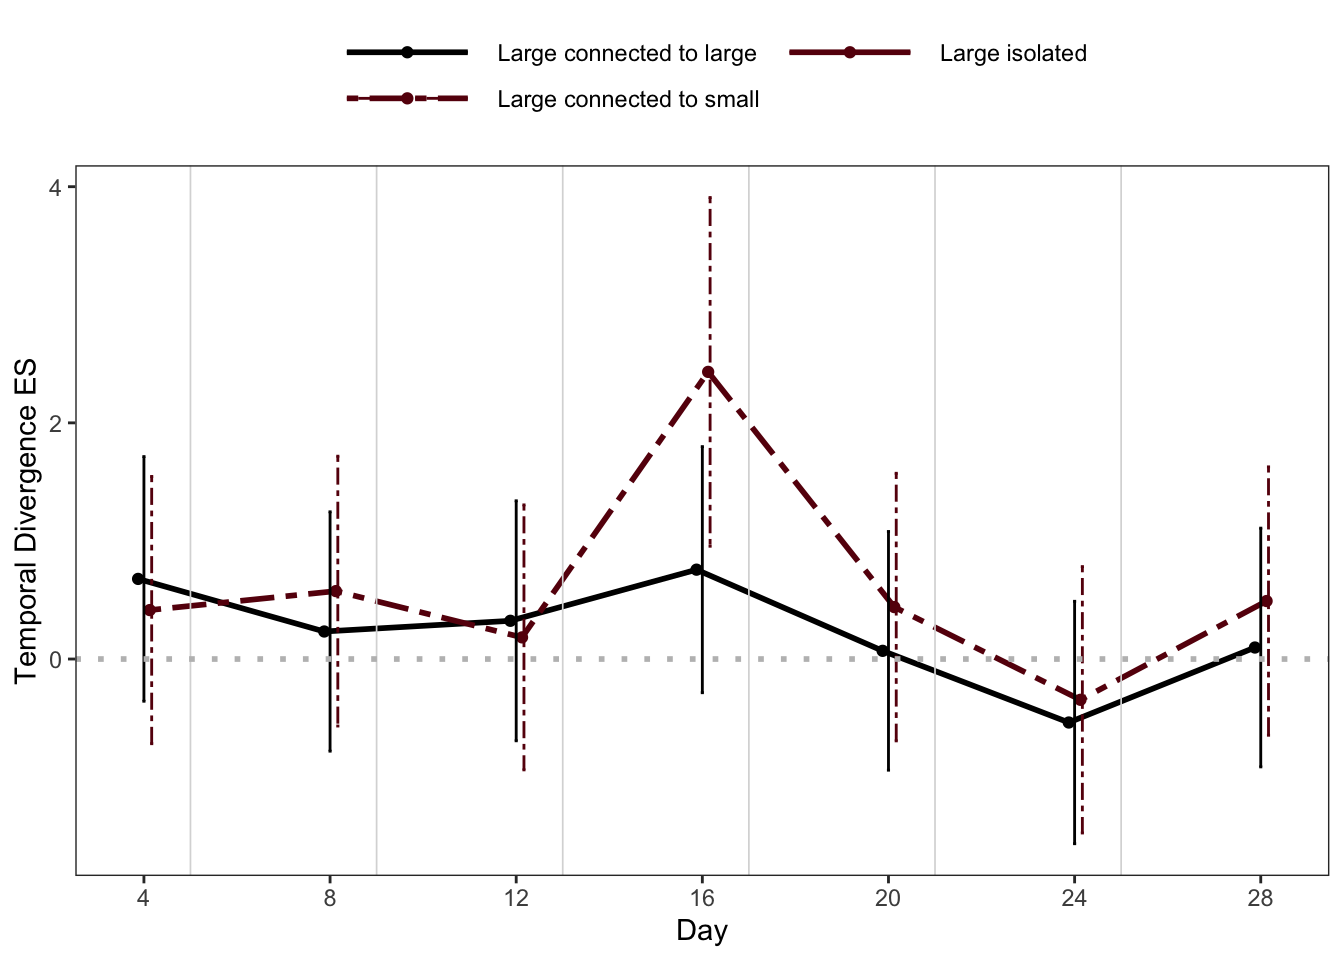 Large connected to large
Large isolated
Large connected to small
Temporal Divergence ES
4
2
0
4 8 12 16 20 24 28
Day